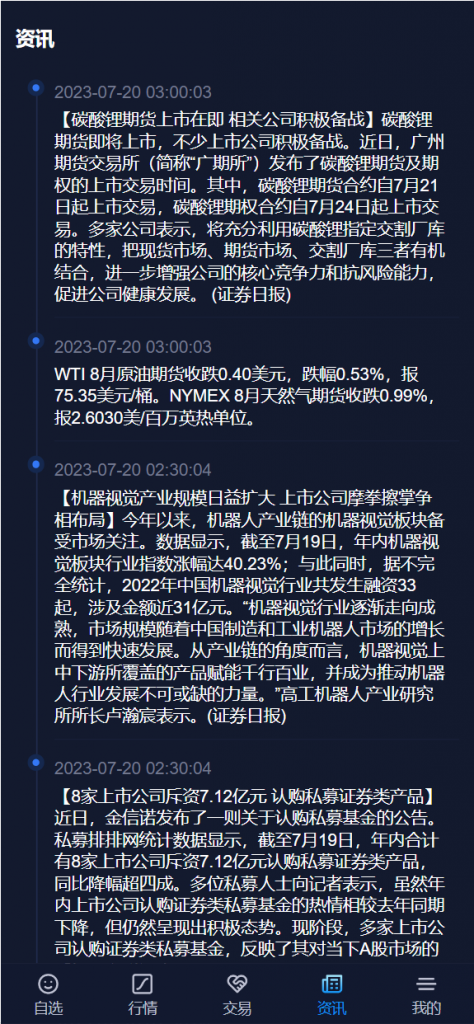 资讯
2023-07-20 03:00:03
【碳酸锂期货上市在即 相关公司积极备战】碳酸锂
期货即将上市，不少上市公司积极备战。近日，广州
期货交易所（简称“广期所”）发布了碳酸锂期货及期
权的上市交易时间。其中，碳酸锂期货合约自7月21
日起上市交易，碳酸锂期权合约自7月24日起上市交
易。多家公司表示，将充分利用碳酸锂指定交割厂库
的特性，把现货市场、期货市场、交割厂库三者有机
结合，进一步增强公司的核心竞争力和抗风险能力，
促进公司健康发展。 (证券日报)
2023-07-20 03:00:03
WTI 8月原油期货收跌0.40美元，跌幅0.53%，报
75.35美元/桶。NYMEX 8月天然气期货收跌0.99%，
报2.6030美/百万英热单位。
2023-07-20 02:30:04
【机器视觉产业规模日益扩大 上市公司摩拳擦掌争
相布局】今年以来，机器人产业链的机器视觉板块备
受市场关注。数据显示，截至7月19日，年内机器视
觉板块行业指数涨幅达40.23%；与此同时，据不完
全统计，2022年中国机器视觉行业共发生融资33
起，涉及金额近31亿元。“机器视觉行业逐渐走向成
熟，市场规模随着中国制造和工业机器人市场的增长
而得到快速发展。从产业链的角度而言，机器视觉上
中下游所覆盖的产品赋能千行百业，并成为推动机器
人行业发展不可或缺的力量。”高工机器人产业研究
所所长卢瀚宸表示。(证券日报)
2023-07-20 02:30:04
【8家上市公司斥资7.12亿元 认购私募证券类产品】
近日，金信诺发布了一则关于认购私募基金的公告。
私募排排网统计数据显示，截至7月19日，年内合计
有8家上市公司斥资7.12亿元认购私募证券类产品，
同比降幅超四成。多位私募人士向记者表示，虽然年
内上市公司认购证券类私募基金的热情相较去年同期
下降，但仍然呈现出积极态势。现阶段，多家上市公
司认购证券类私募基金，反映了其对当下A股市场的
自选 行情 交易 资讯 我的